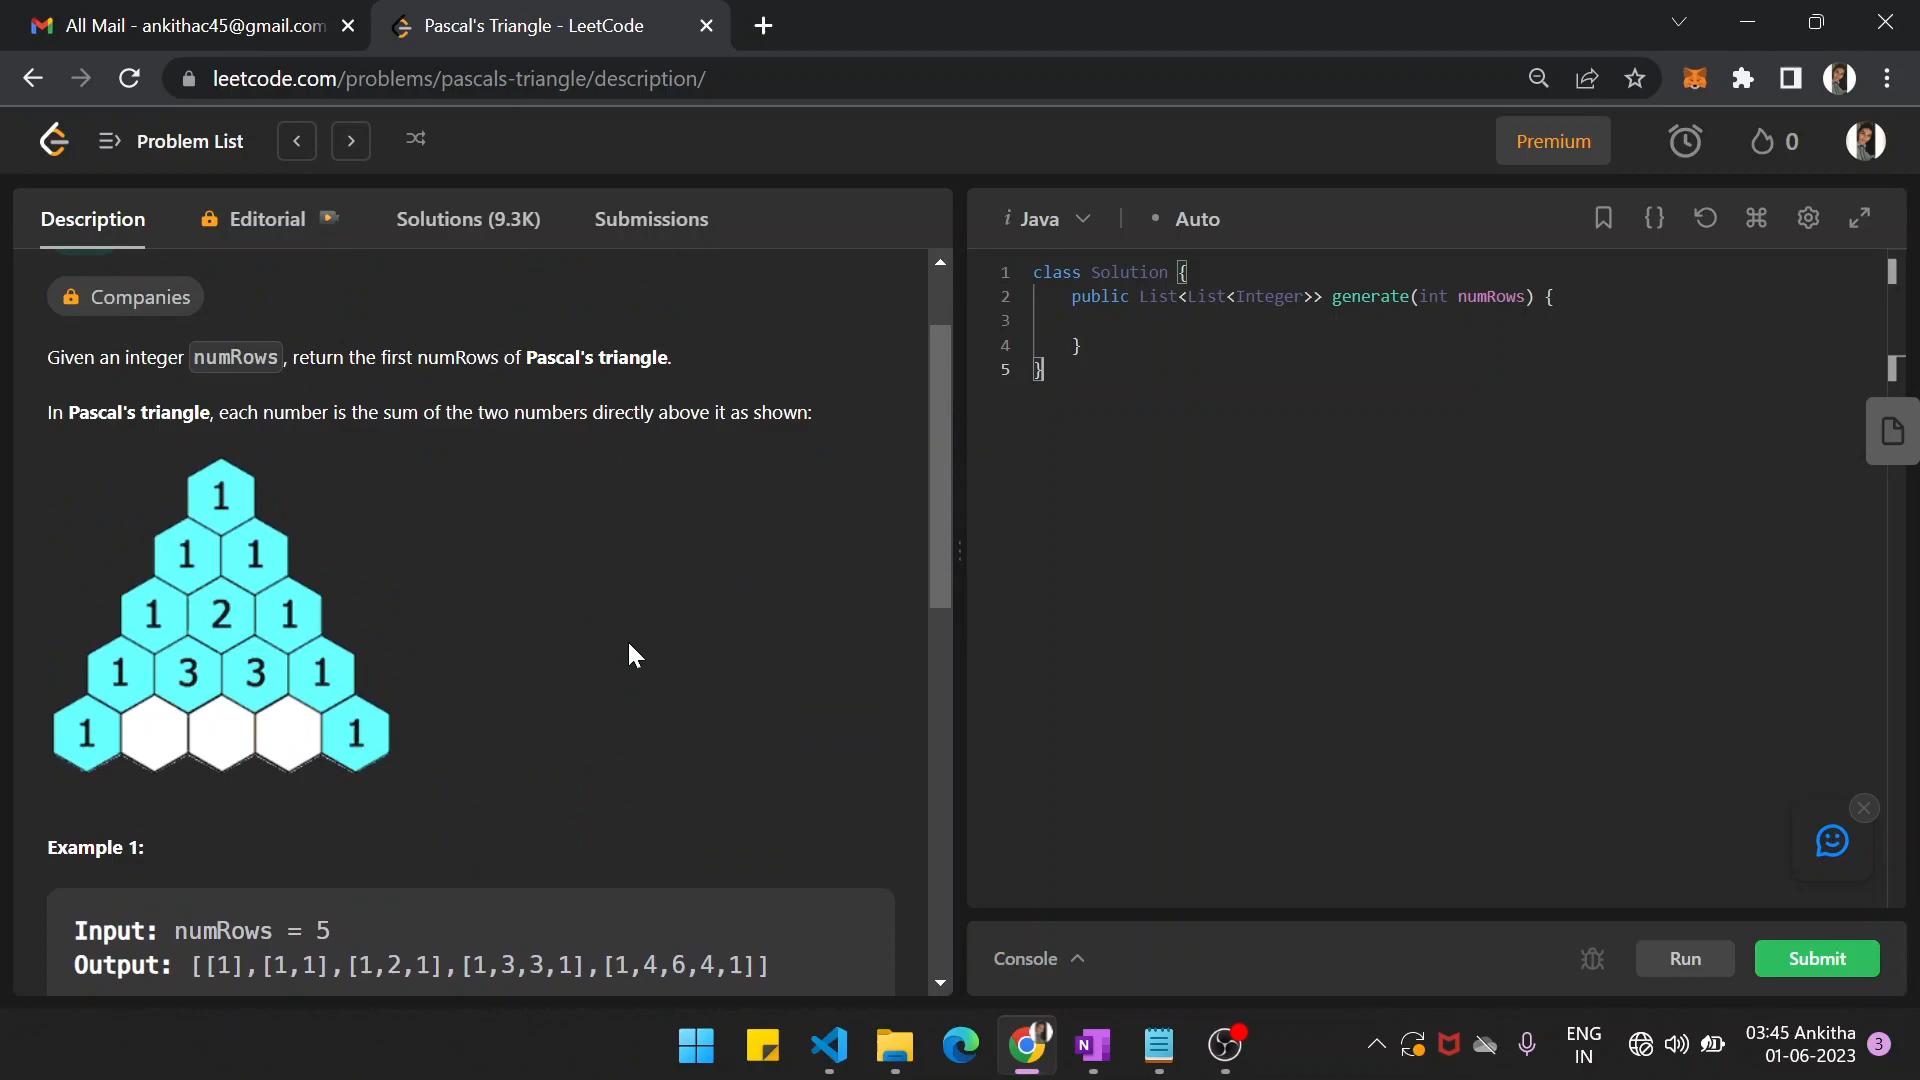 All Mail - ankithac45@gmail.com
Pascal's Triangle - LeetCode
leetcode.com/problems/pascals-triangle/description/
Problem List
Premium
0
Description
Editorial
Solutions (9.3K)
Submissions
i Java
• Auto
Companies
Given an integer numRows, return the first numRows of Pascal's triangle.
In Pascal's triangle, each number is the sum of the two numbers directly above it as shown:
1
1 1
1 2 1
1 3 3 1
1 1
Example 1:
Input: numRows = 5
Output: [[1],[1,1],[1,2,1],[1,3,3,1],[1,4,6,4,1]]
1 class Solution {
2 public List<List<Integer>> generate(int numRows) {
3
4 }
5 }
Console
Run
Submit
N
ENG
IN
03:45 Ankitha
01-06-2023
3